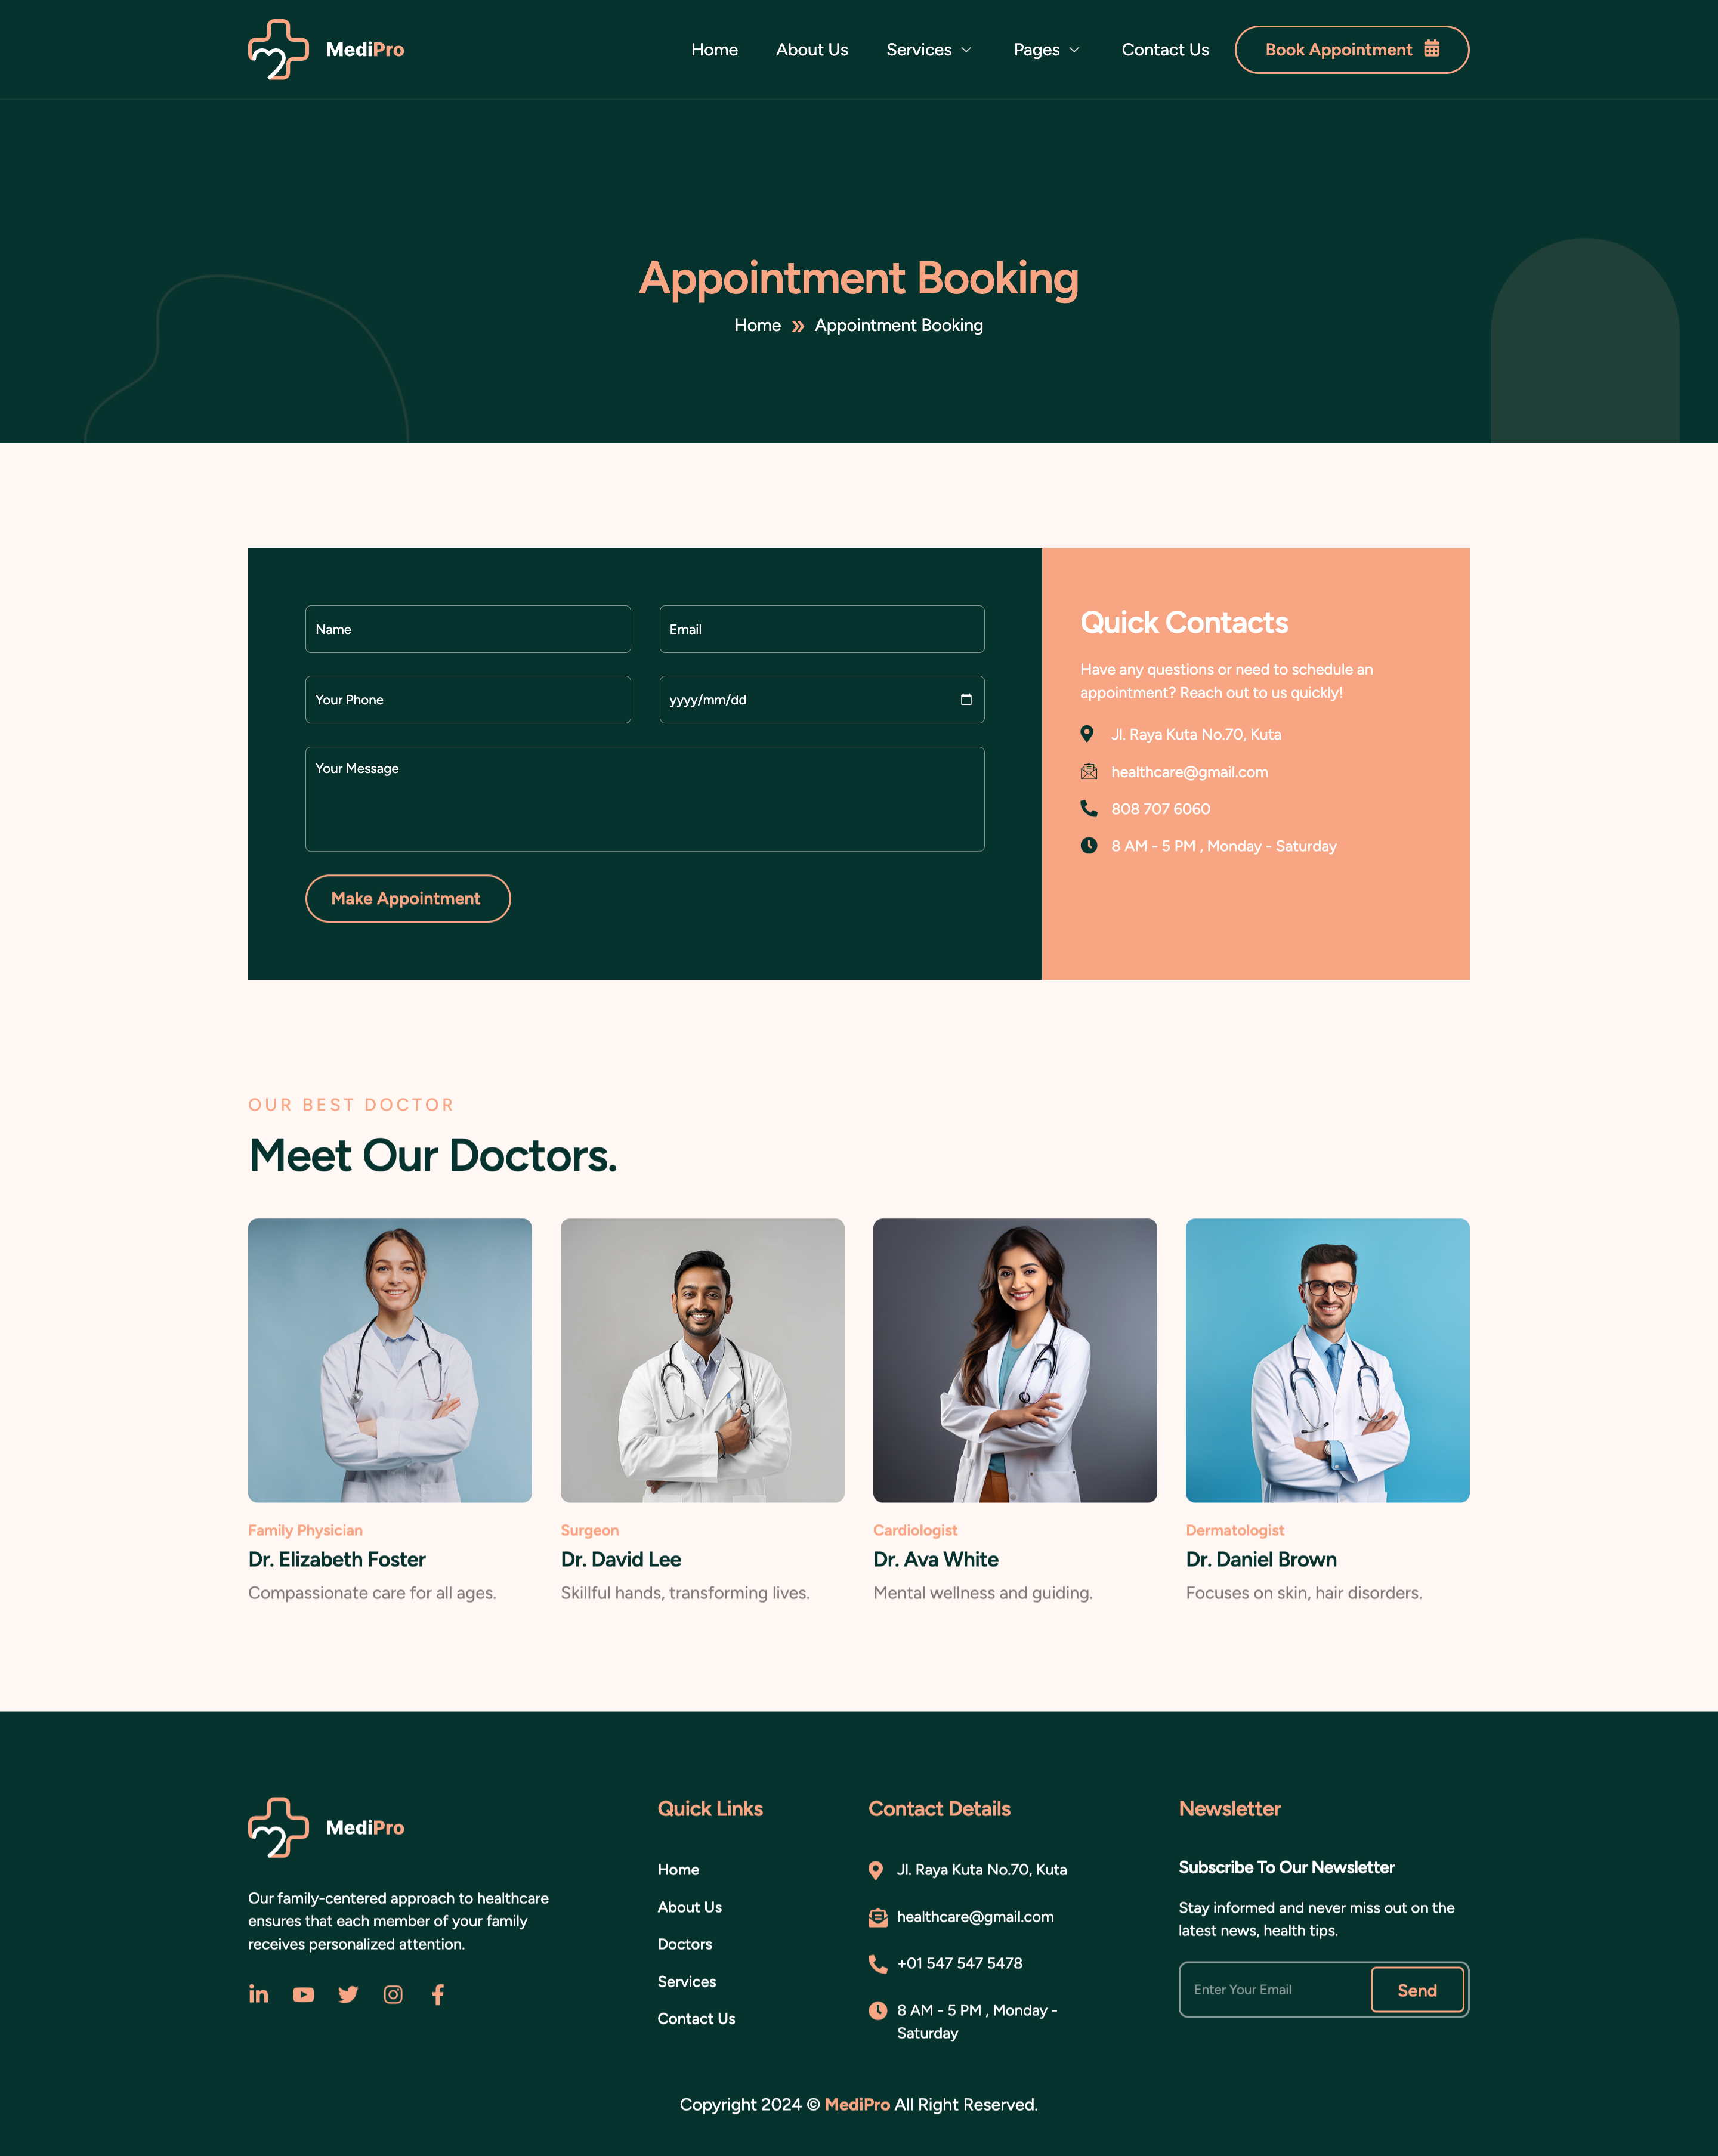 MediPro
Home
About Us
Services
Pages
Contact Us
Book Appointment
Appointment Booking
Home » Appointment Booking
Name
Email
Your Phone
yyyy/mm/dd
Your Message
Make Appointment
Quick Contacts
Have any questions or need to schedule an
appointment? Reach out to us quickly!
Jl. Raya Kuta No.70, Kuta
healthcare@gmail.com
808 707 6060
8 AM - 5 PM , Monday - Saturday
OUR BEST DOCTOR
Meet Our Doctors.
Family Physician
Dr. Elizabeth Foster
Compassionate care for all ages.
Surgeon
Dr. David Lee
Skillful hands, transforming lives.
Cardiologist
Dr. Ava White
Mental wellness and guiding.
Dermatologist
Dr. Daniel Brown
Focuses on skin, hair disorders.
MediPro
Our family-centered approach to healthcare
ensures that each member of your family
receives personalized attention.
Quick Links
Home
About Us
Doctors
Services
Contact Us
Contact Details
Jl. Raya Kuta No.70, Kuta
healthcare@gmail.com
+01 547 547 5478
8 AM - 5 PM , Monday -
Saturday
Newsletter
Subscribe To Our Newsletter
Stay informed and never miss out on the
latest news, health tips.
Enter Your Email
Send
Copyright 2024 © MediPro All Right Reserved.